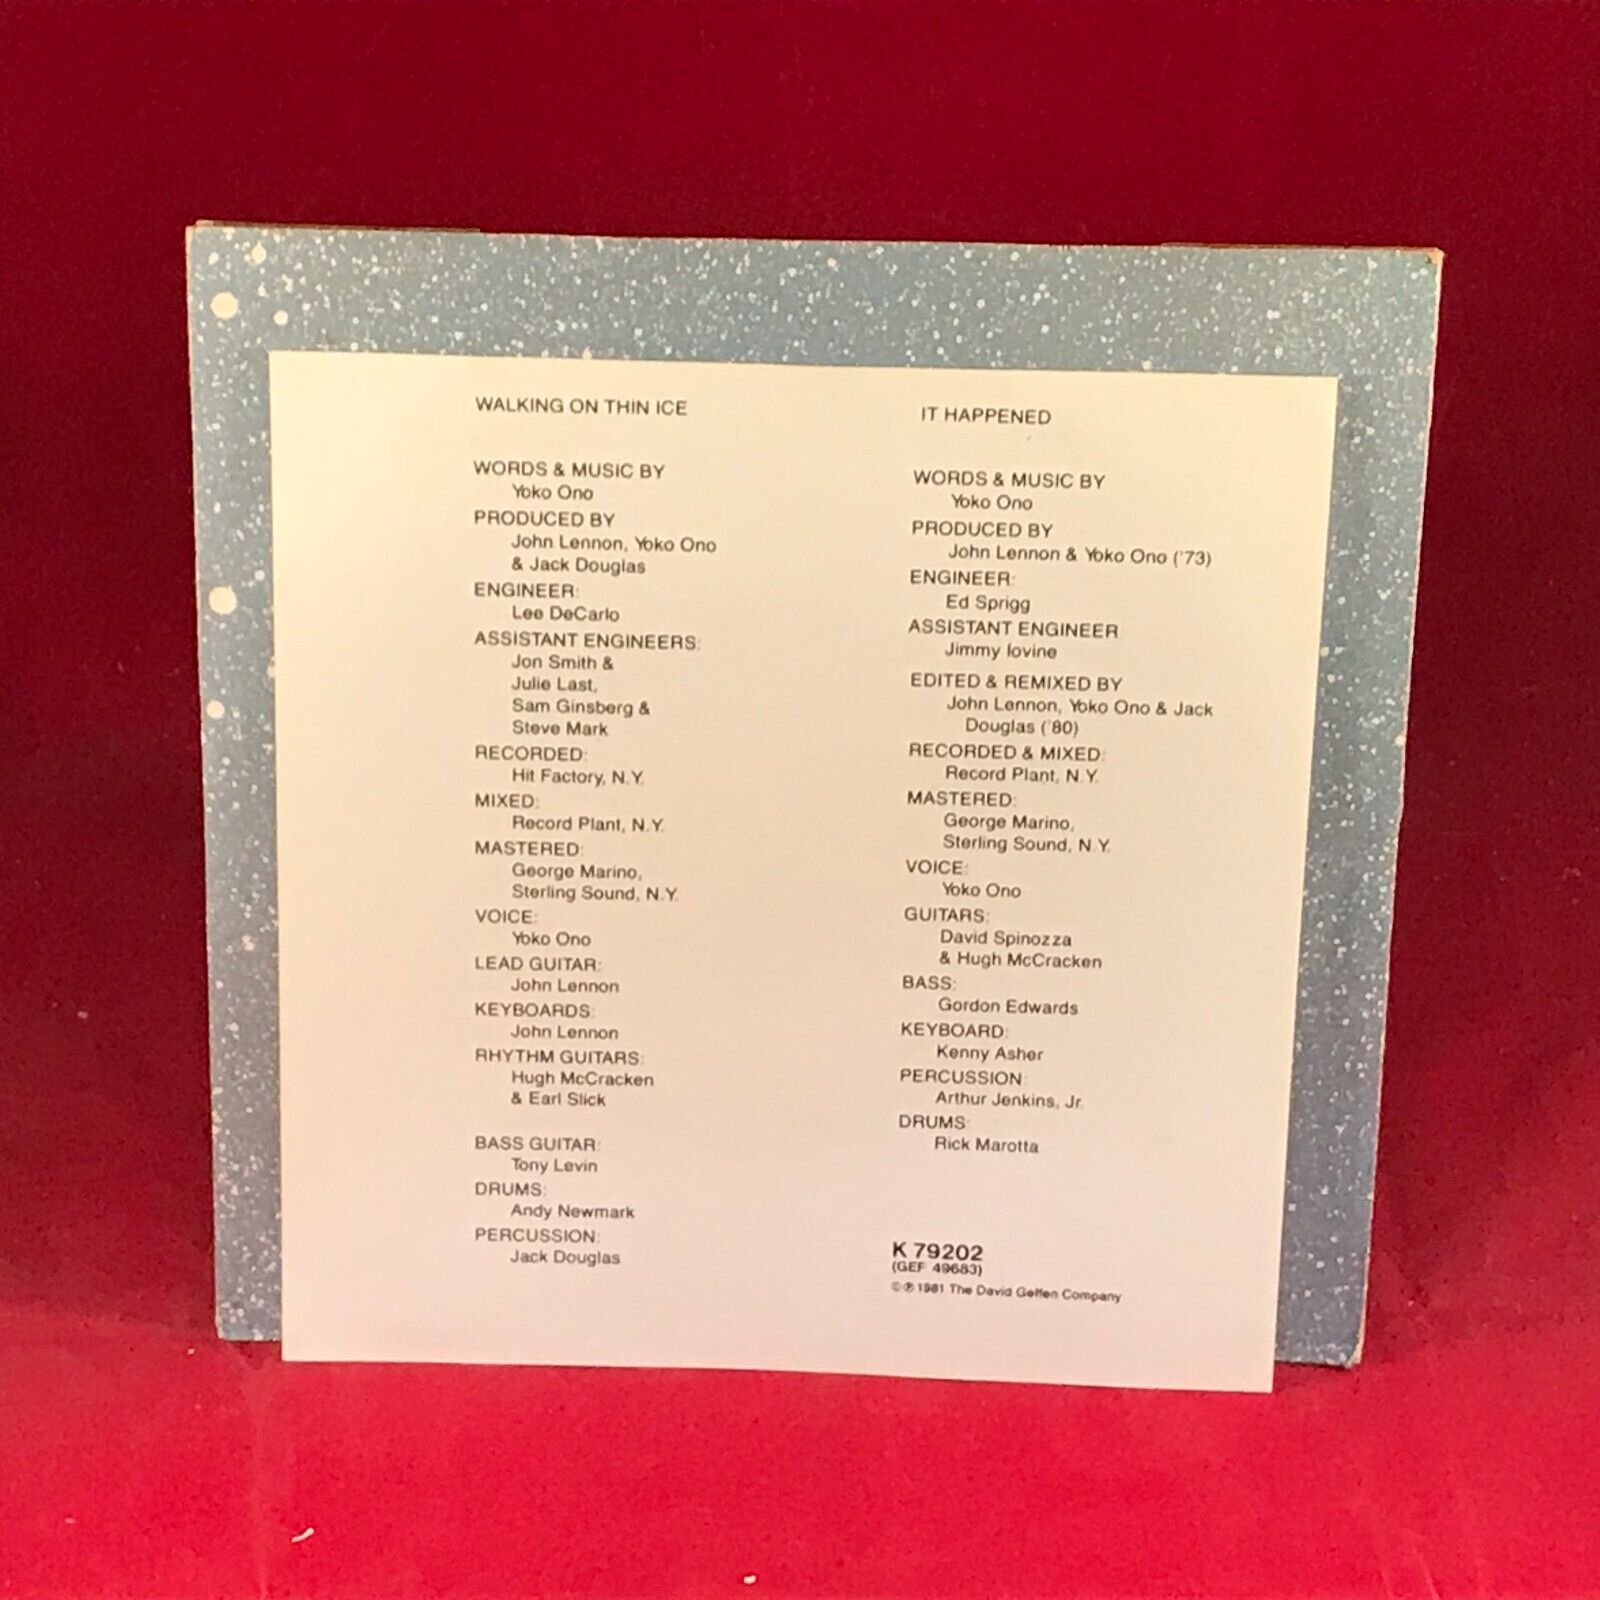 WALKING ON THIN ICE
WORDS & MUSIC BY
Yoko Ono
PRODUCED BY
John Lennon, Yoko Ono
& Jack Douglas
ENGINEER:
Lee DeCarlo
ASSISTANT ENGINEERS:
Jon Smith &
Julie Last,
Sam Ginsberg &
Steve Mark
RECORDED:
Hit Factory, N.Y.
MIXED:
Record Plant, N.Y.
MASTERED:
George Marino,
Sterling Sound, N.Y.
VOICE:
Yoko Ono
LEAD GUITAR:
John Lennon
KEYBOARDS:
John Lennon
RHYTHM GUITARS:
Hugh McCracken
& Earl Slick
BASS GUITAR:
Tony Levin
DRUMS:
Andy Newmark
PERCUSSION:
Jack Douglas
IT HAPPENED
WORDS & MUSIC BY
Yoko Ono
PRODUCED BY
John Lennon & Yoko Ono ('73)
ENGINEER:
Ed Sprigg
ASSISTANT ENGINEER
Jimmy Iovine
EDITED & REMIXED BY
John Lennon, Yoko Ono & Jack
Douglas ('80)
RECORDED & MIXED:
Record Plant, N.Y.
MASTERED:
George Marino,
Sterling Sound, N.Y.
VOICE:
Yoko Ono
GUITARS:
David Spinozza
& Hugh McCracken
BASS:
Gordon Edwards
KEYBOARD:
Kenny Asher
PERCUSSION:
Arthur Jenkins, Jr.
DRUMS:
Rick Marotta
K 79202
(GEF 49683)
©℗ 1981 The David Geffen Company